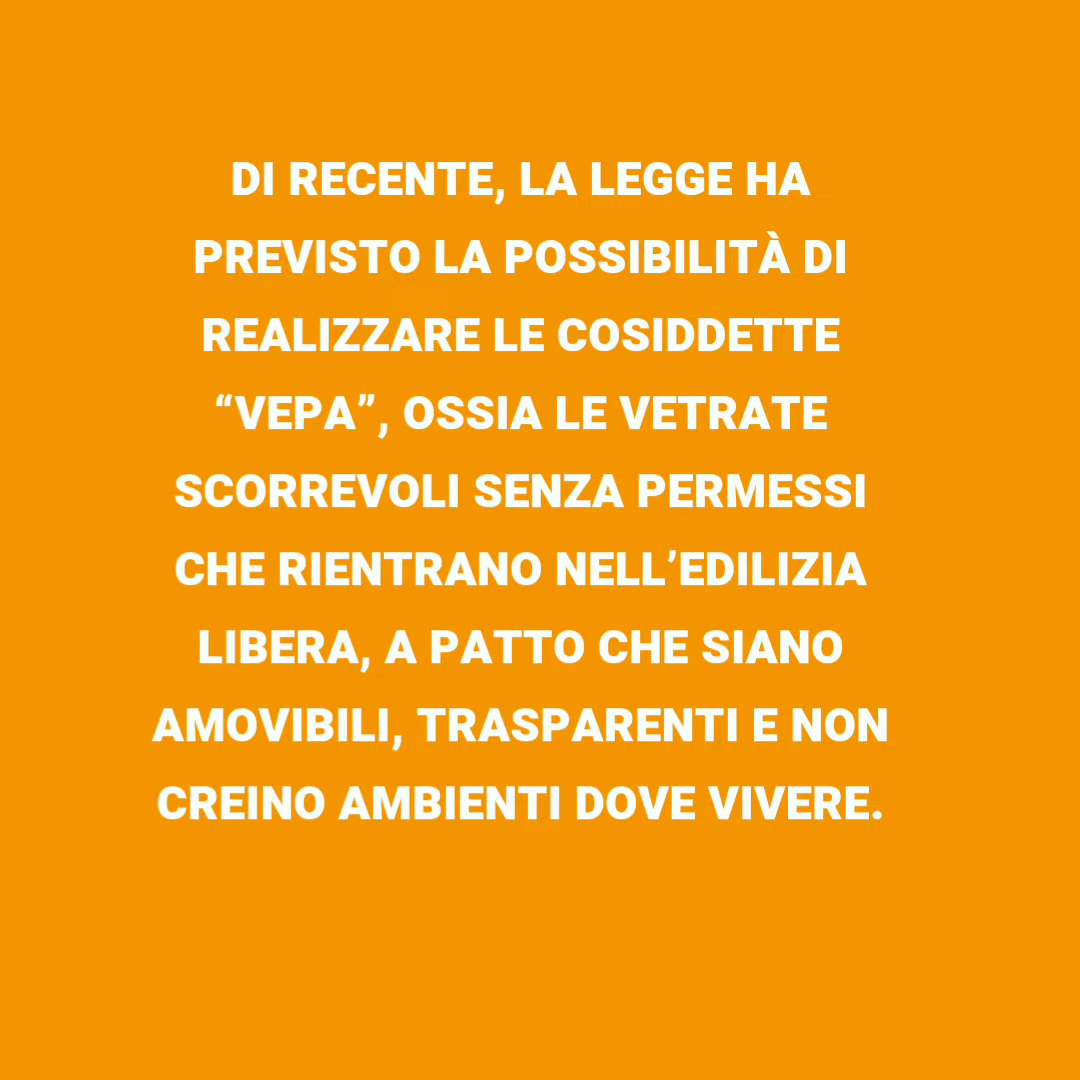 DI RECENTE, LA LEGGE HA
PREVISTO LA POSSIBILITÀ DI
REALIZZARE LE COSIDDETTE
“VEPA”, OSSIA LE VETRATE
SCORREVOLI SENZA PERMESSI
CHE RIENTRANO NELL’EDILIZIA
LIBERA, A PATTO CHE SIANO
AMOVIBILI, TRASPARENTI E NON
CREINO AMBIENTI DOVE VIVERE.